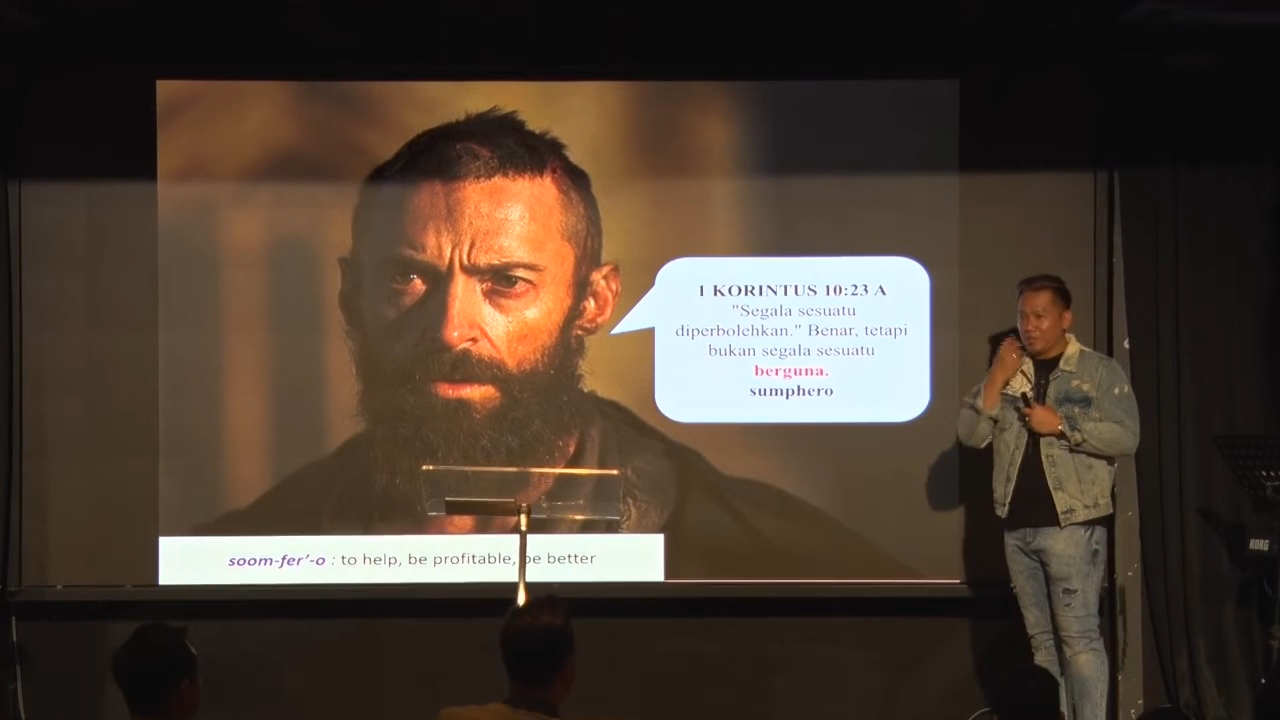 1 KORINTUS 10:23 A
"Segala sesuatu
diperbolehkan." Benar, tetapi
bukan segala sesuatu
berguna.
sumphero
soom-fer'-o : to help, be profitable, be better
KORG